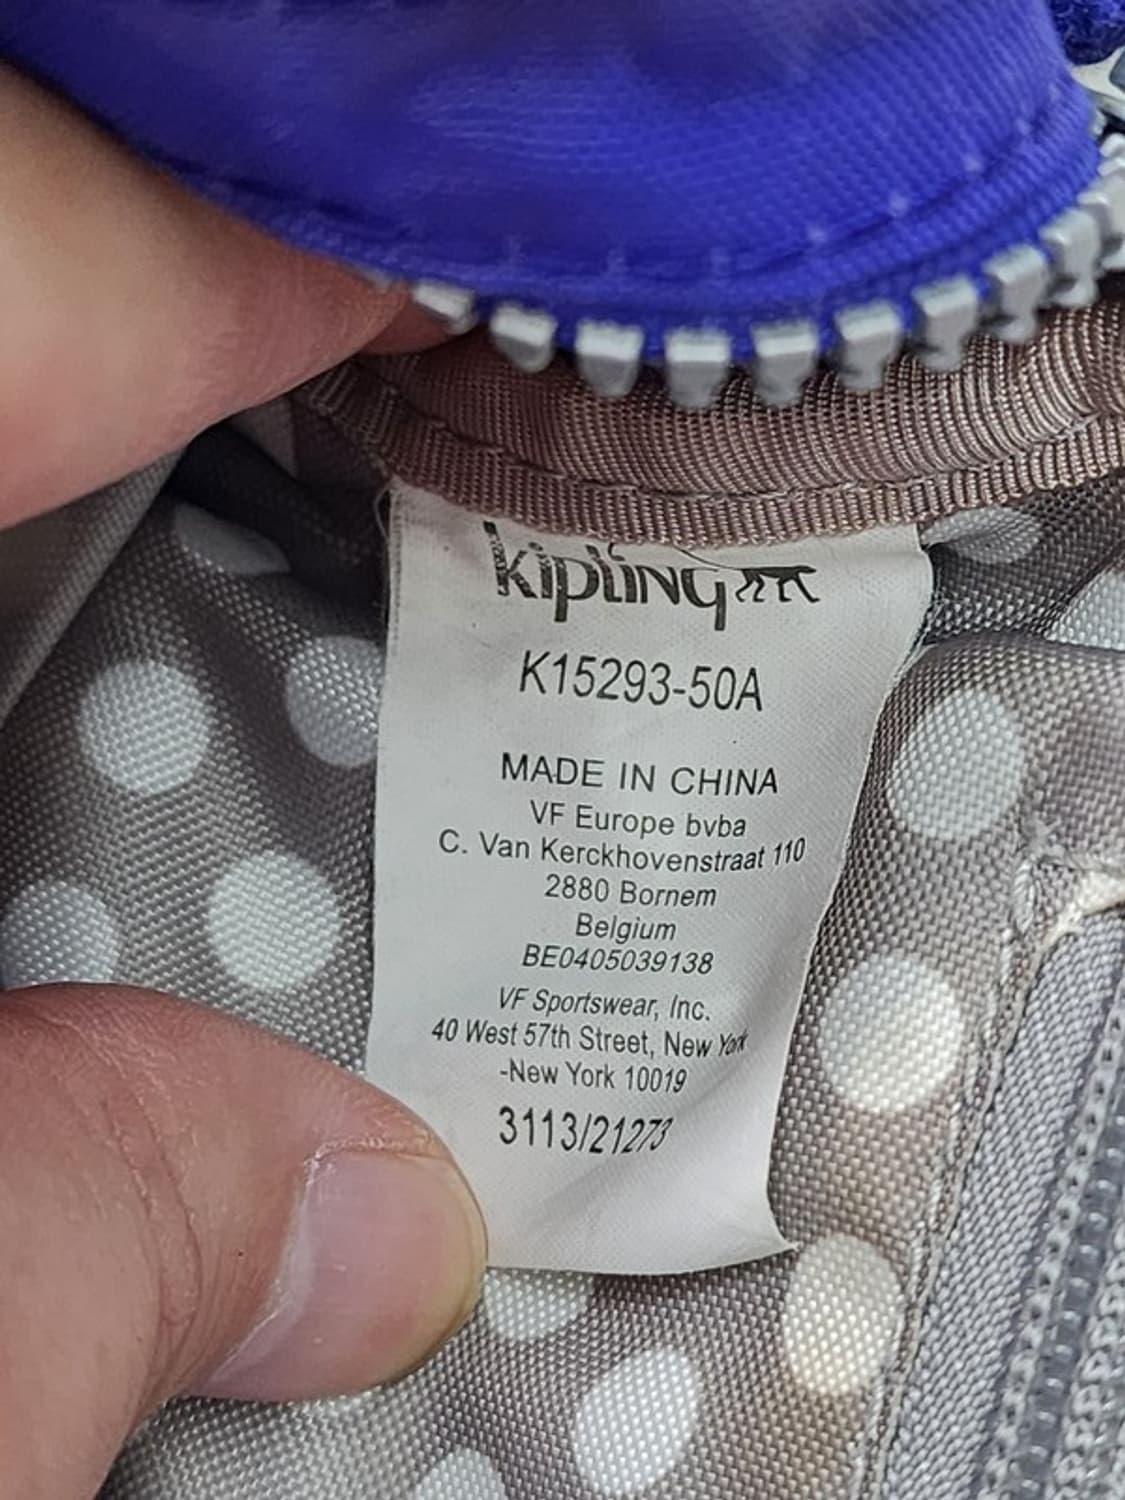 kipling
K15293-50A
MADE IN CHINA
VF Europe bvba
C. Van Kerckhovenstraat 110
2880 Bornem
Belgium
BE0405039138
VF Sportswear, Inc.
40 West 57th Street, New York
-New York 10019
3113/21273